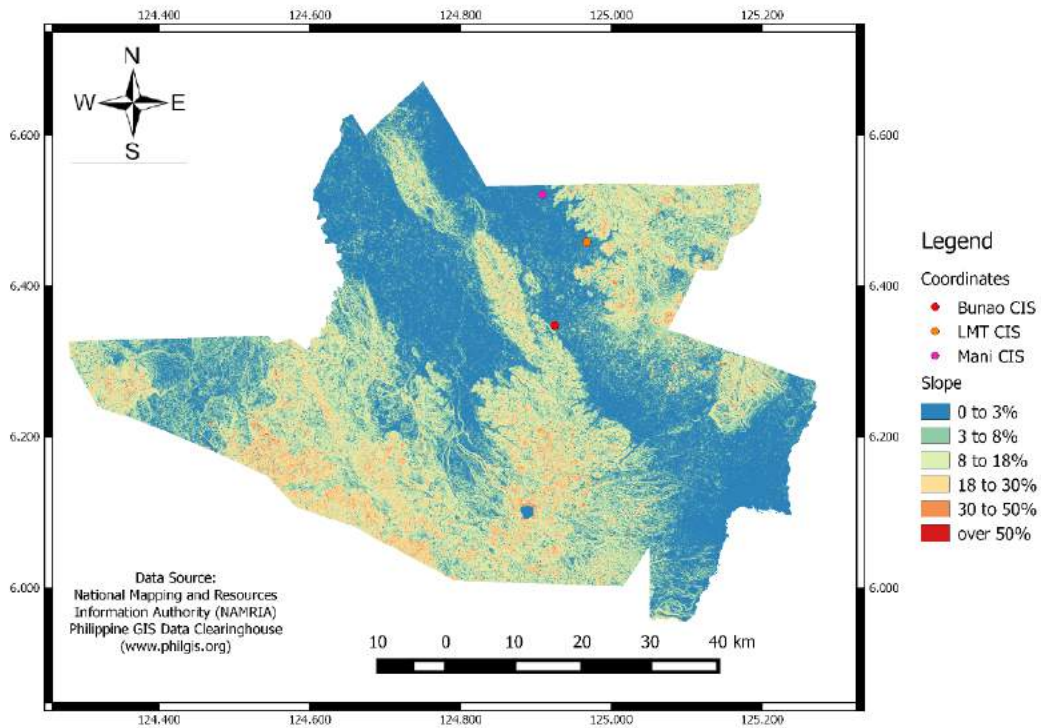 124.400 124.600 124.800 125.000 125.200
N
W E
S
6.600 6.600
6.400 6.400
6.200 6.200
6.000 6.000
Legend
Coordinates
Bunao CIS
LMT CIS
Mani CIS
Slope
0 to 3%
3 to 8%
8 to 18%
18 to 30%
30 to 50%
over 50%
Data Source:
National Mapping and Resources
Information Authority (NAMRIA)
Philippine GIS Data Clearinghouse
(www.philgis.org)
10 0 10 20 30 40 km
124.400 124.600 124.800 125.000 125.200